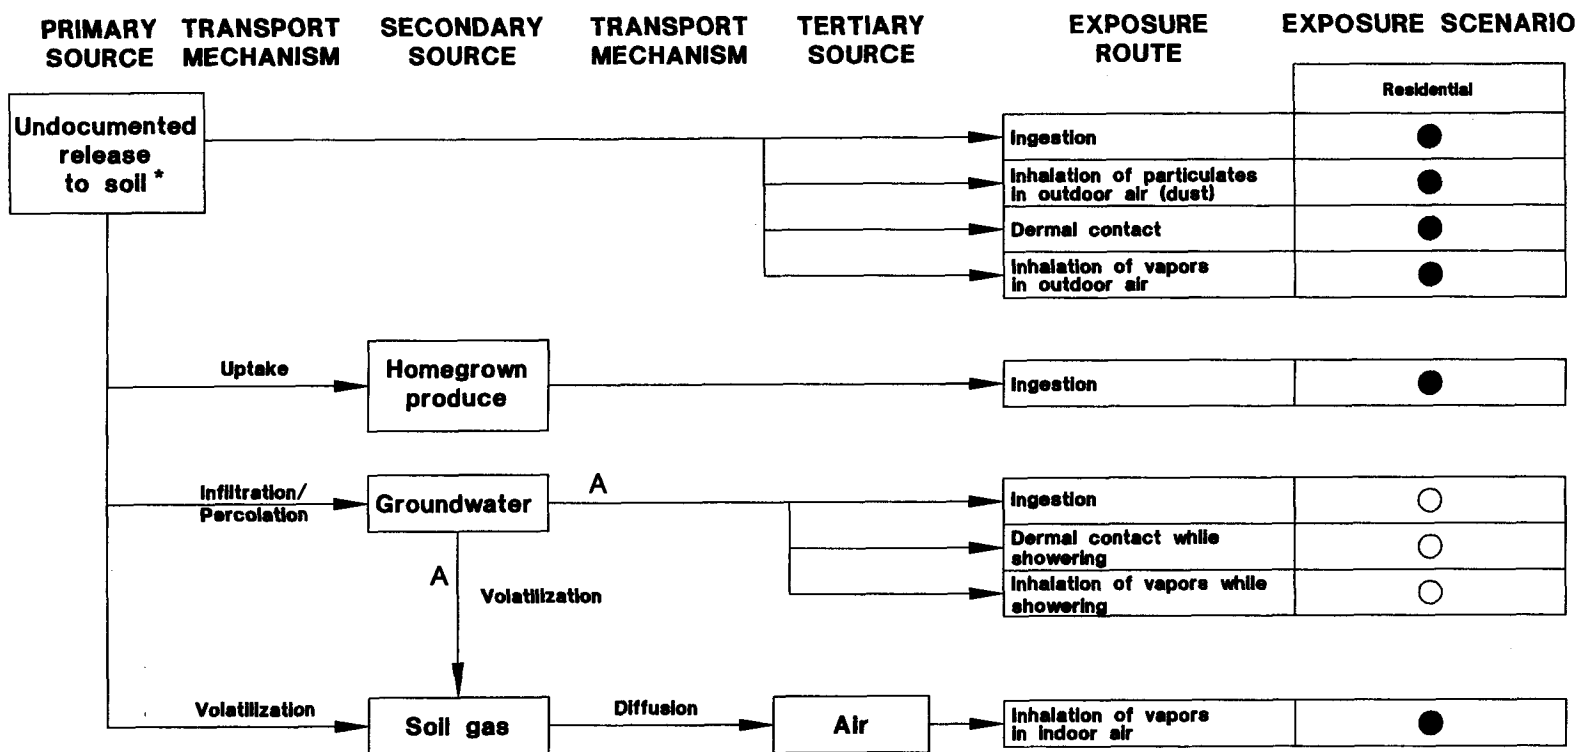 PRIMARY SOURCE
TRANSPORT MECHANISM
SECONDARY SOURCE
TRANSPORT MECHANISM
TERTIARY SOURCE
EXPOSURE ROUTE
EXPOSURE SCENARIO
Residential
Undocumented
release
to soil *
Ingestion
Inhalation of particulates
in outdoor air (dust)
Dermal contact
Inhalation of vapors
in outdoor air
Uptake
Homegrown
produce
Ingestion
Infiltration/
Percolation
Groundwater
A
Ingestion
Dermal contact while
showering
Inhalation of vapors while
showering
A
Volatilization
Volatilization
Soil gas
Diffusion
Air
Inhalation of vapors
in indoor air